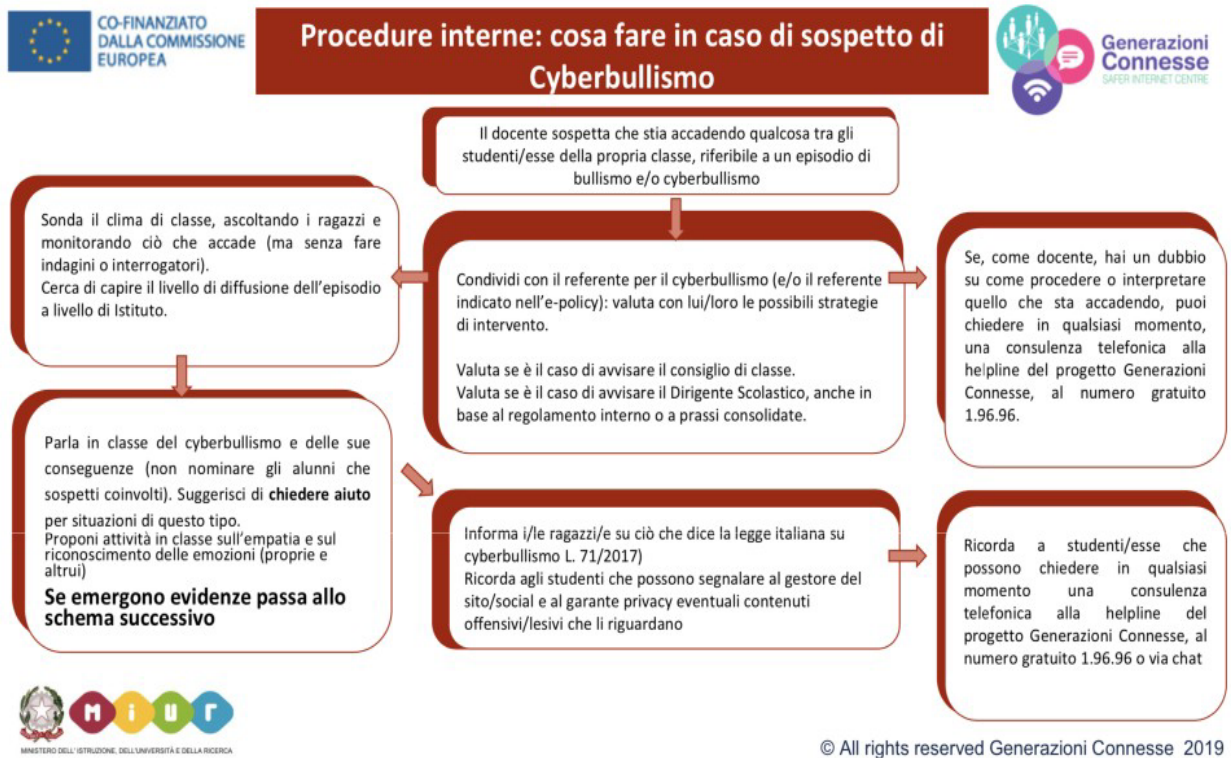 CO-FINANZIATO
DALLA COMMISSIONE
EUROPEA
Procedure interne: cosa fare in caso di sospetto di
Cyberbullismo
Generazioni
Connesse
SAFER INTERNET CENTRE
Il docente sospetta che stia accadendo qualcosa tra gli
studenti/esse della propria classe, riferibile a un episodio di
bullismo e/o cyberbullismo
Sonda il clima di classe, ascoltando i ragazzi e
monitorando ciò che accade (ma senza fare
indagini o interrogatori).
Cerca di capire il livello di diffusione dell'episodio
a livello di Istituto.
Condividi con il referente per il cyberbullismo (e/o il referente
indicato nell'e-policy): valuta con lui/loro le possibili strategie
di intervento.
Valuta se è il caso di avvisare il consiglio di classe.
Valuta se è il caso di avvisare il Dirigente Scolastico, anche in
base al regolamento interno o a prassi consolidate.
Se, come docente, hai un dubbio
su come procedere o interpretare
quello che sta accadendo, puoi
chiedere in qualsiasi momento,
una consulenza telefonica alla
helpline del progetto Generazioni
Connesse, al numero gratuito
1.96.96.
Parla in classe del cyberbullismo e delle sue
conseguenze (non nominare gli alunni che
sospetti coinvolti). Suggerisci di chiedere aiuto
per situazioni di questo tipo.
Proponi attività in classe sull'empatia e sul
riconoscimento delle emozioni (proprie e
altrui)
Se emergono evidenze passa allo
schema successivo
Informa i/le ragazzi/e su ciò che dice la legge italiana su
cyberbullismo L. 71/2017)
Ricorda agli studenti che possono segnalare al gestore del
sito/social e al garante privacy eventuali contenuti
offensivi/lesivi che li riguardano
Ricorda a studenti/esse che
possono chiedere in qualsiasi
momento una consulenza
telefonica alla helpline del
progetto Generazioni Connesse, al
numero gratuito 1.96.96 o via chat
MiUr
MINISTERO DELL'ISTRUZIONE, DELL'UNIVERSITÀ E DELLA RICERCA
© All rights reserved Generazioni Connesse 2019